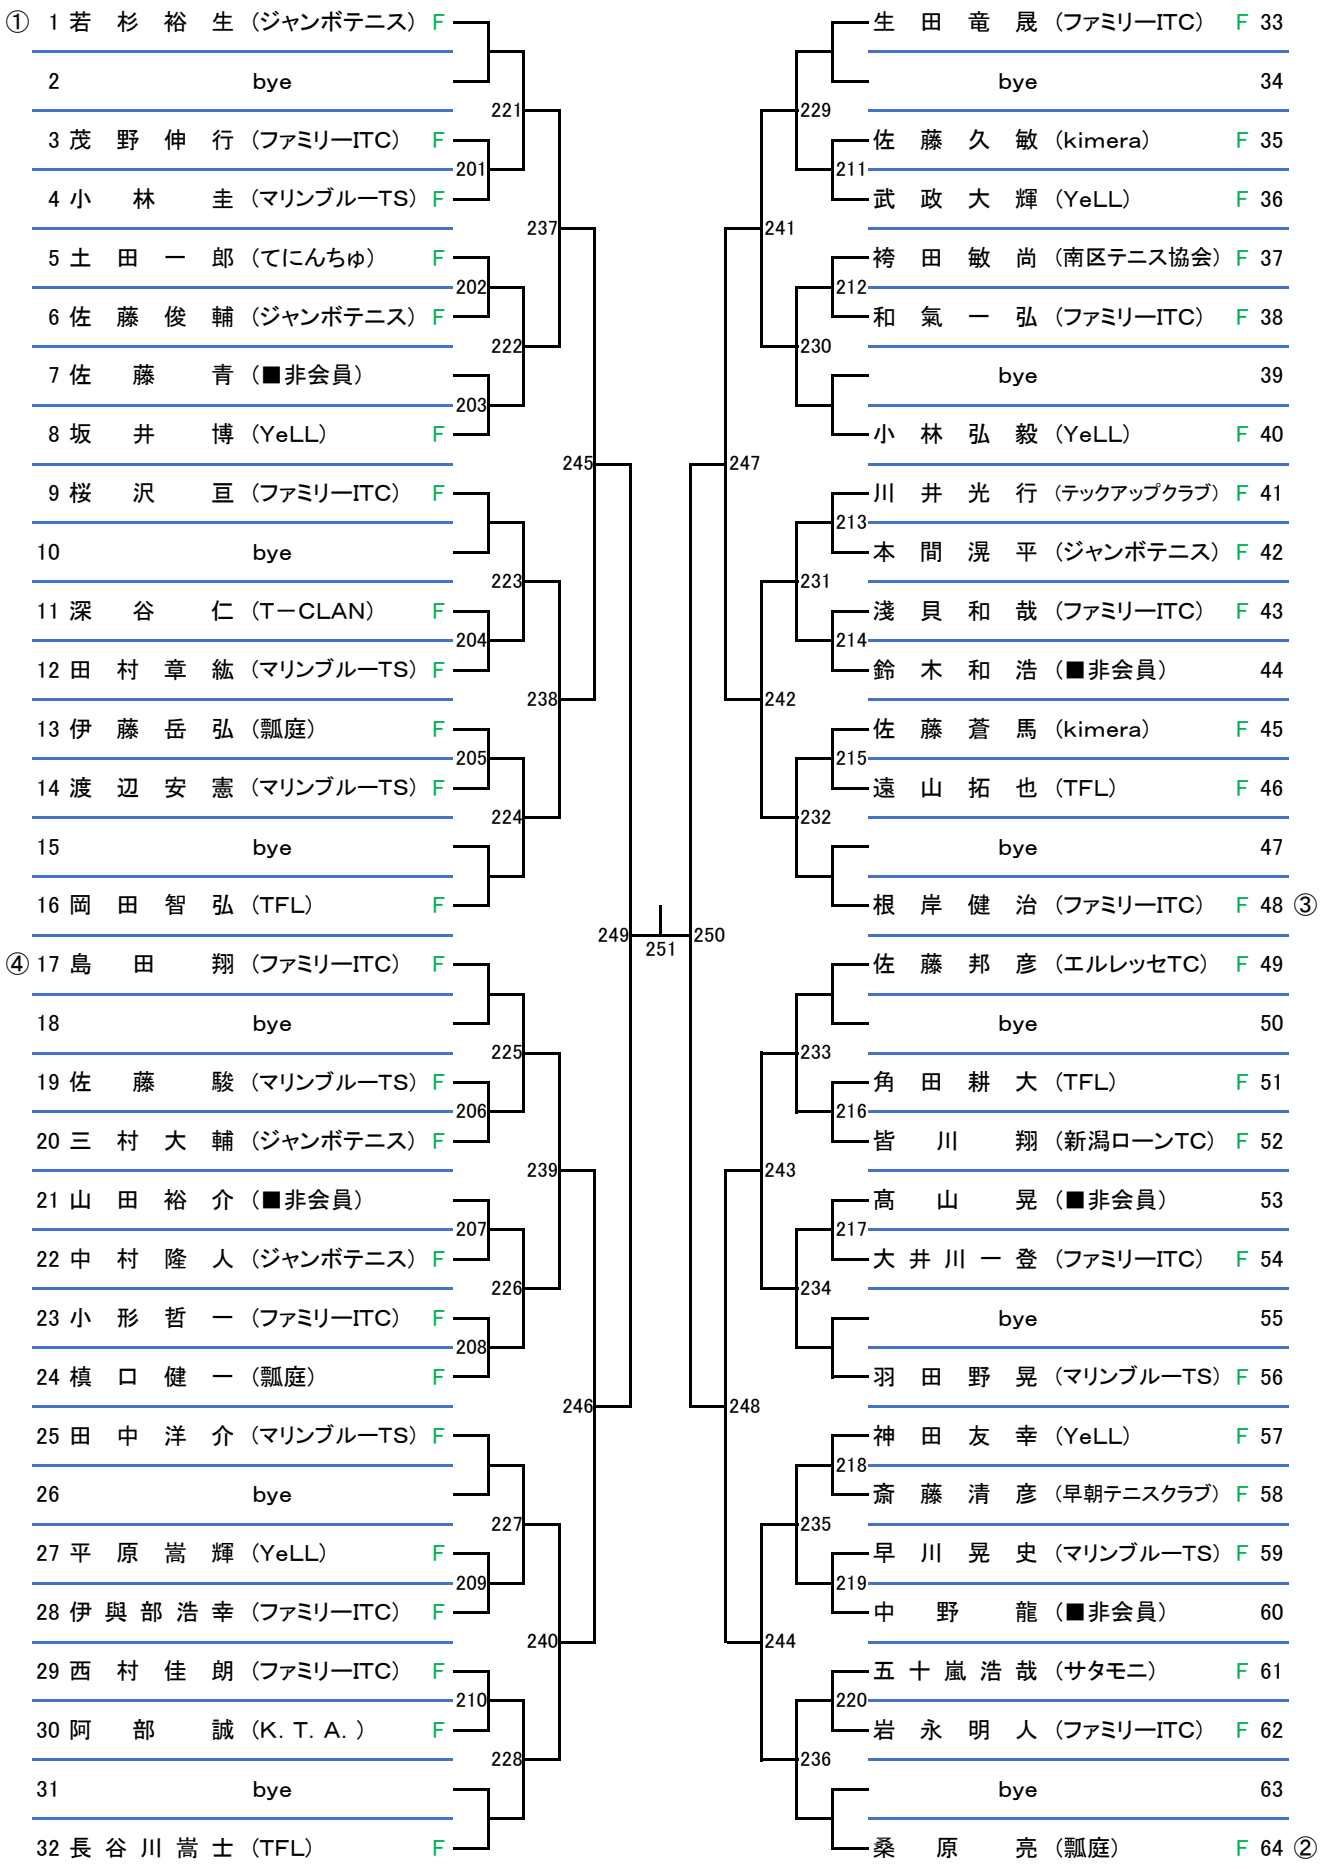 ① 1 若杉裕生 (ジャンボテニス) F
2 bye
3 茂野伸行 (ファミリーITC) F
4 小林圭 (マリンブルーTS) F
5 土田一郎 (てにんちゅ) F
6 佐藤俊輔 (ジャンボテニス) F
7 佐藤青 (■非会員)
8 坂井博 (YeLL) F
9 桜沢亘 (ファミリーITC) F
10 bye
11 深谷仁 (T-CLAN) F
12 田村章紘 (マリンブルーTS) F
13 伊藤岳弘 (瓢庭) F
14 渡辺安憲 (マリンブルーTS) F
15 bye
16 岡田智弘 (TFL) F
④ 17 島田翔 (ファミリーITC) F
18 bye
19 佐藤駿 (マリンブルーTS) F
20 三村大輔 (ジャンボテニス) F
21 山田裕介 (■非会員)
22 中村隆人 (ジャンボテニス) F
23 小形哲一 (ファミリーITC) F
24 槙口健一 (瓢庭) F
25 田中洋介 (マリンブルーTS) F
26 bye
27 平原嵩輝 (YeLL) F
28 伊與部浩幸 (ファミリーITC) F
29 西村佳朗 (ファミリーITC) F
30 阿部誠 (K.T.A.) F
31 bye
32 長谷川嵩士 (TFL) F
201
202
203
204
205
206
207
208
209
210
221
222
223
224
225
226
227
228
237
238
239
240
245
246
249
251
250
247
248
241
242
243
244
229
230
231
232
233
234
235
236
211
212
213
214
215
216
217
218
219
220
生田竜晟 (ファミリーITC) F 33
bye 34
佐藤久敏 (kimera) F 35
武政大輝 (YeLL) F 36
袴田敏尚 (南区テニス協会) F 37
和氣一弘 (ファミリーITC) F 38
bye 39
小林弘毅 (YeLL) F 40
川井光行 (テックアップクラブ) F 41
本間滉平 (ジャンボテニス) F 42
淺貝和哉 (ファミリーITC) F 43
鈴木和浩 (■非会員) 44
佐藤蒼馬 (kimera) F 45
遠山拓也 (TFL) F 46
bye 47
根岸健治 (ファミリーITC) F 48 ③
佐藤邦彦 (エルレッセTC) F 49
bye 50
角田耕大 (TFL) F 51
皆川翔 (新潟ローンTC) F 52
髙山晃 (■非会員) 53
大井川一登 (ファミリーITC) F 54
bye 55
羽田野晃 (マリンブルーTS) F 56
神田友幸 (YeLL) F 57
斎藤清彦 (早朝テニスクラブ) F 58
早川晃史 (マリンブルーTS) F 59
中野龍 (■非会員) 60
五十嵐浩哉 (サタモニ) F 61
岩永明人 (ファミリーITC) F 62
bye 63
桑原亮 (瓢庭) F 64 ②